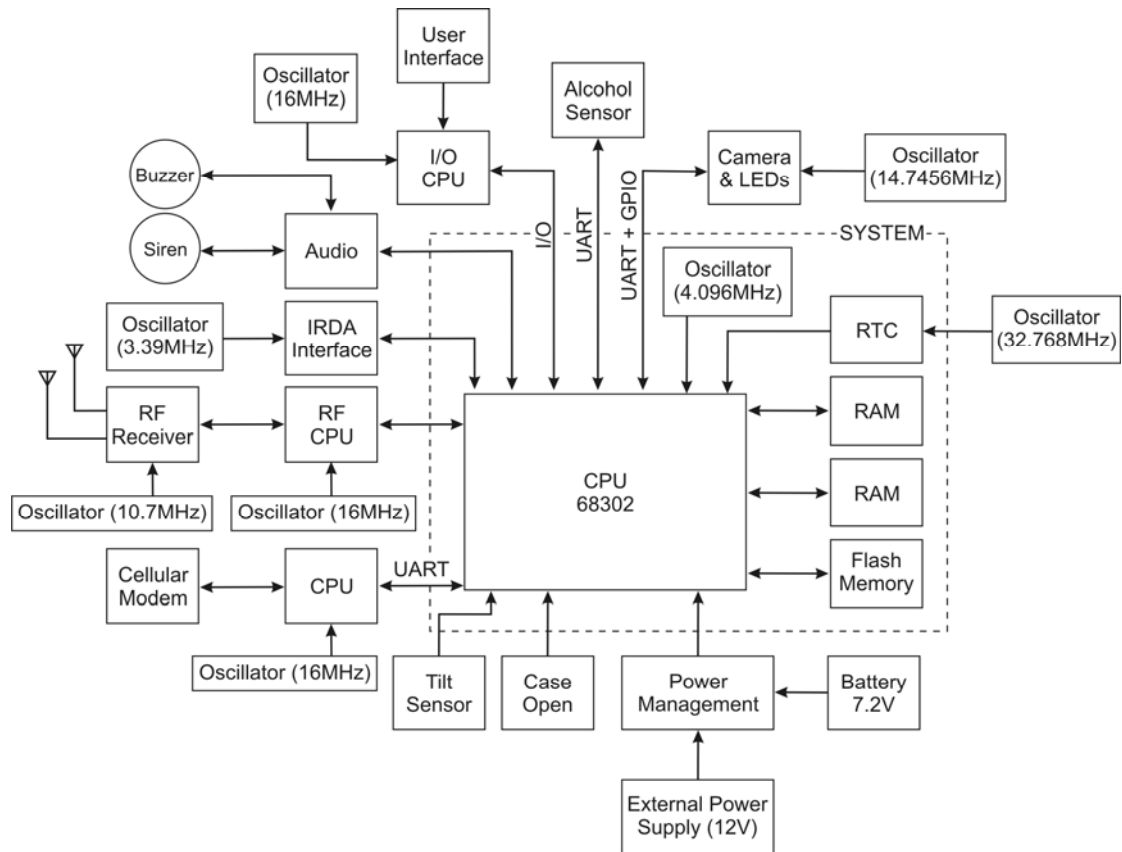 User
Interface
Oscillator
(16MHz)
Alcohol
Sensor
I/O
CPU
Camera
& LEDs
Oscillator
(14.7456MHz)
Buzzer
Siren
Audio
I/O
UART
UART + GPIO
SYSTEM
Oscillator
(4.096MHz)
Oscillator
(3.39MHz)
IRDA
Interface
RTC
Oscillator
(32.768MHz)
RF
Receiver
RF
CPU
RAM
CPU
68302
RAM
Oscillator (10.7MHz)
Oscillator (16MHz)
Cellular
Modem
CPU
UART
Flash
Memory
Oscillator (16MHz)
Tilt
Sensor
Case
Open
Power
Management
Battery
7.2V
External Power
Supply (12V)